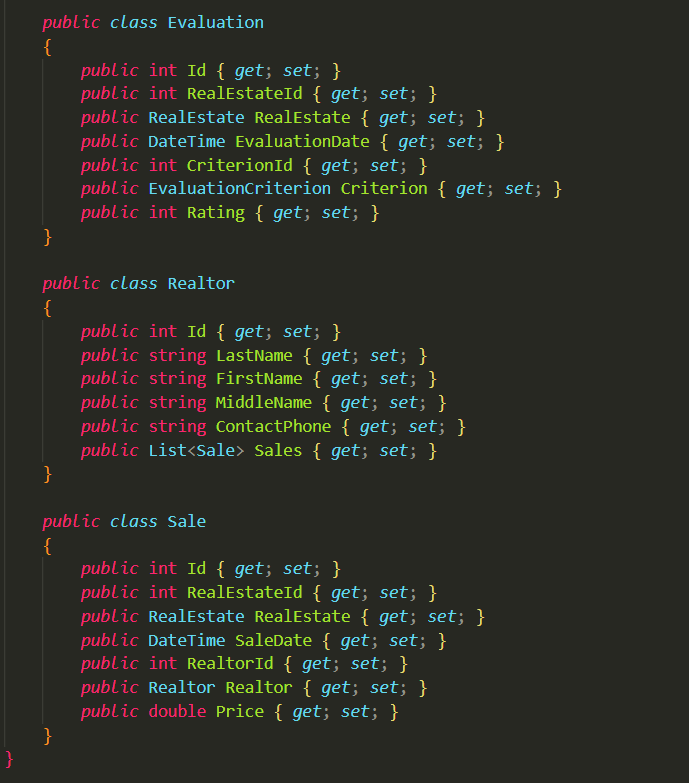 public class Evaluation
{
public int Id { get; set; }
public int RealEstateId { get; set; }
public RealEstate RealEstate { get; set; }
public DateTime EvaluationDate { get; set; }
public int CriterionId { get; set; }
public EvaluationCriterion Criterion { get; set; }
public int Rating { get; set; }
}
public class Realtor
{
public int Id { get; set; }
public string LastName { get; set; }
public string FirstName { get; set; }
public string MiddleName { get; set; }
public string ContactPhone { get; set; }
public List<Sale> Sales { get; set; }
}
public class Sale
{
public int Id { get; set; }
public int RealEstateId { get; set; }
public RealEstate RealEstate { get; set; }
public DateTime SaleDate { get; set; }
public int RealtorId { get; set; }
public Realtor Realtor { get; set; }
public double Price { get; set; }
}
}